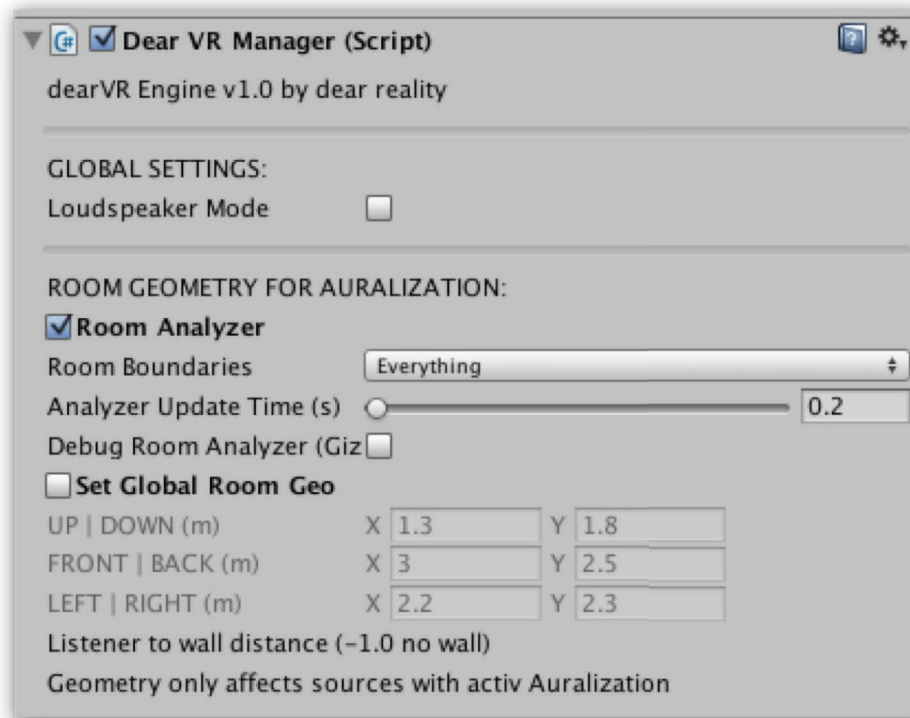 Dear VR Manager (Script)
dearVR Engine v1.0 by dear reality
GLOBAL SETTINGS:
Loudspeaker Mode
ROOM GEOMETRY FOR AURALIZATION:
Room Analyzer
Room Boundaries Everything
Analyzer Update Time (s) 0.2
Debug Room Analyzer (Giz
Set Global Room Geo
UP | DOWN (m) X 1.3 Y 1.8
FRONT | BACK (m) X 3 Y 2.5
LEFT | RIGHT (m) X 2.2 Y 2.3
Listener to wall distance (-1.0 no wall)
Geometry only affects sources with activ Auralization